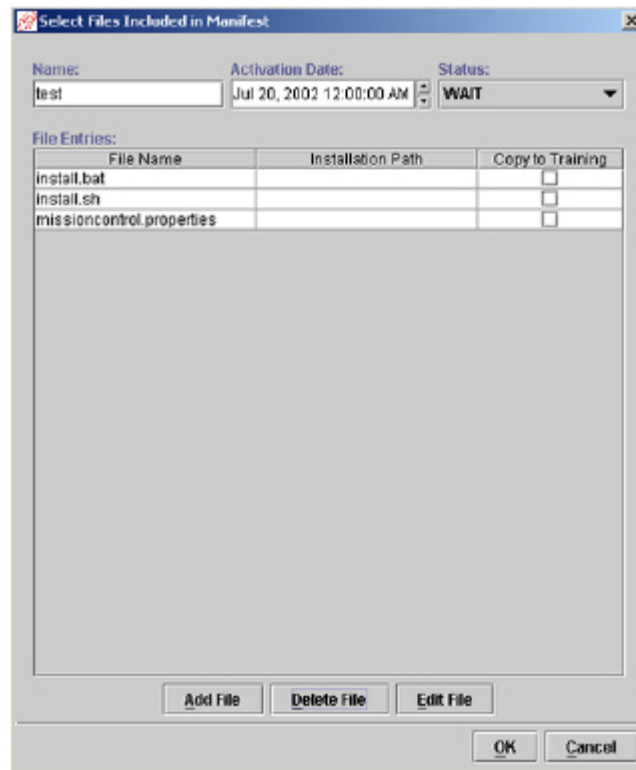 Select Files Included in Manifest
Name: Activation Date: Status:
test Jul 20, 2002 12:00:00 AM WAIT
File Entries:
File Name Installation Path Copy to Training
install.bat
install.sh
missioncontrol.properties
Add File Delete File Edit File
OK Cancel